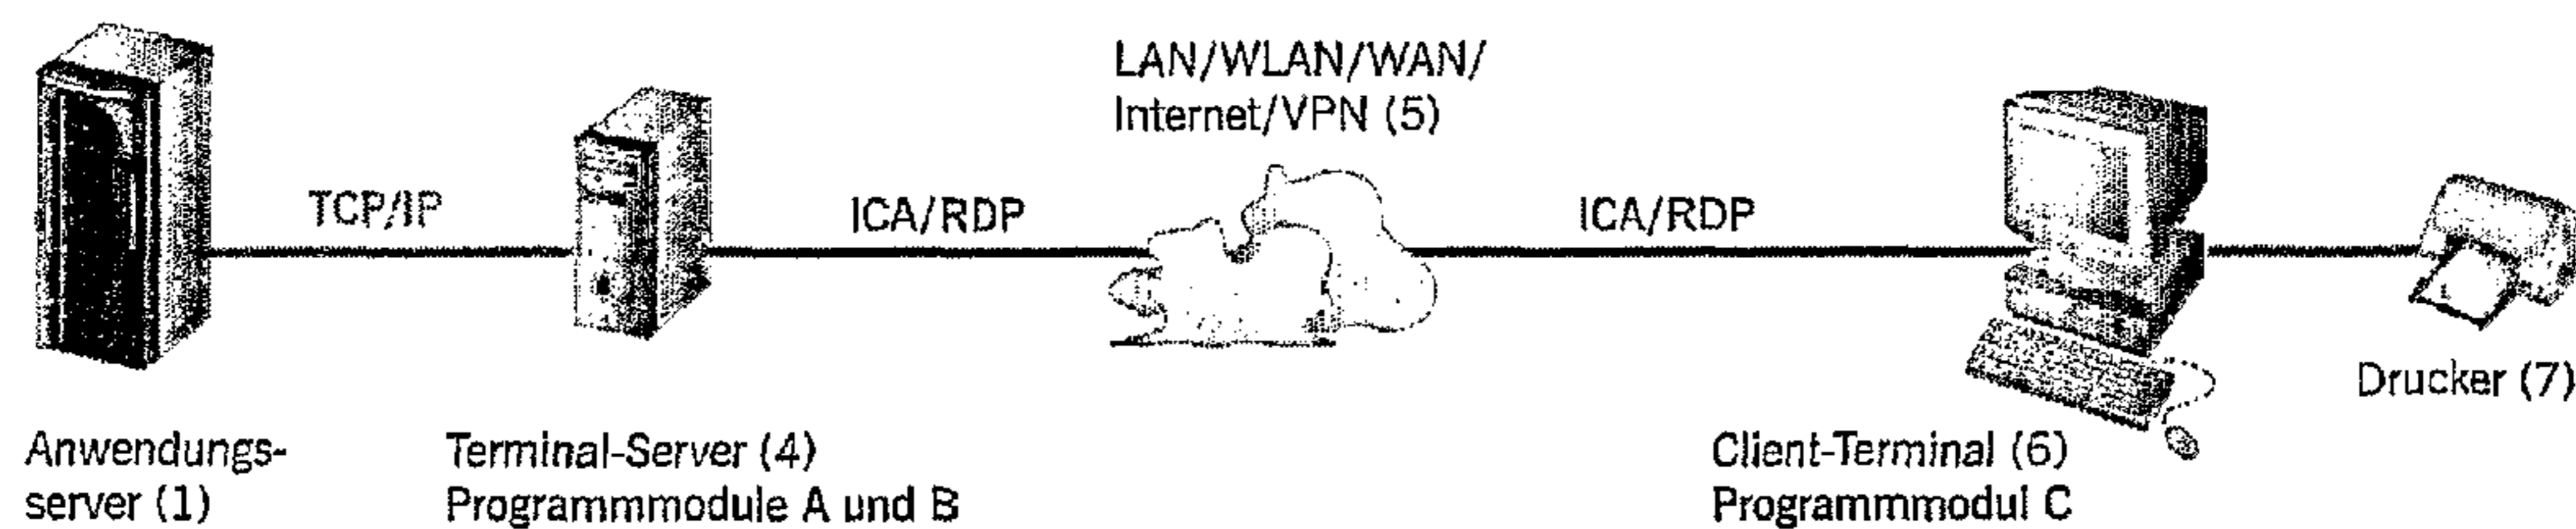 LAN/WLAN/WAN/
Internet/VPN (5)
TCP/IP
ICA/RDP
ICA/RDP
Drucker (7)
Anwendungs-
server (1)
Terminal-Server (4)
Programmmodule A und B
Client-Terminal (6)
Programmmodul C